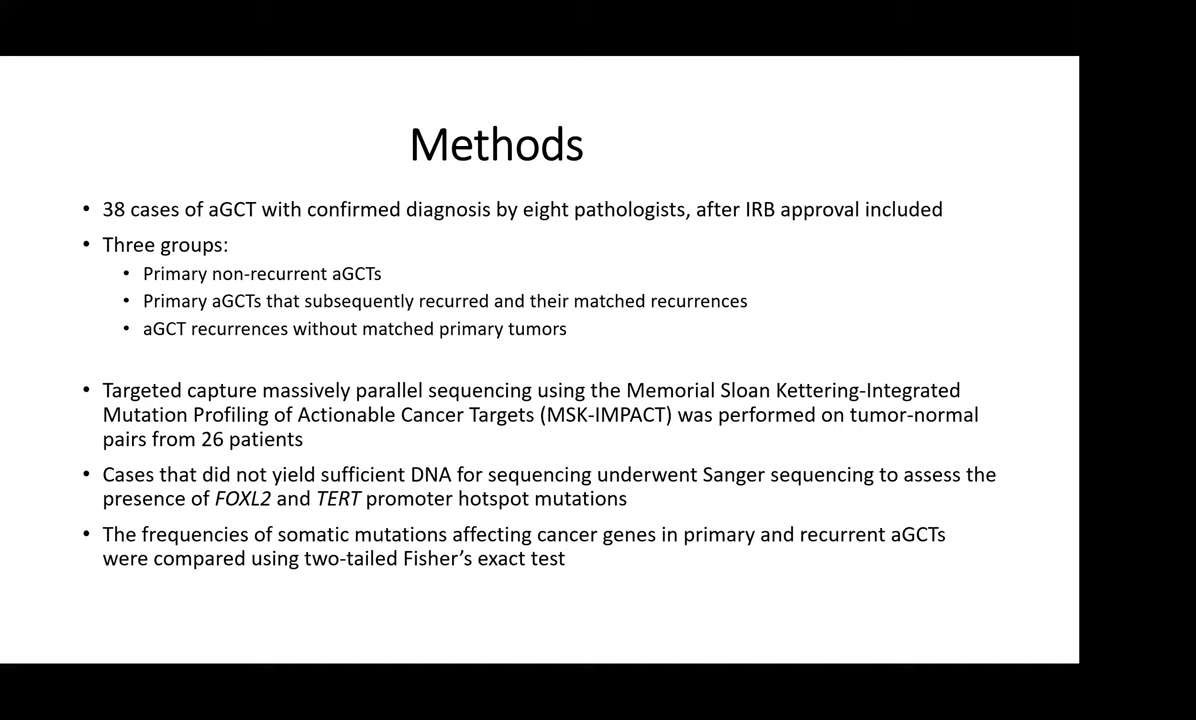 Methods
• 38 cases of aGCT with confirmed diagnosis by eight pathologists, after IRB approval included
• Three groups:
• Primary non-recurrent aGCTs
• Primary aGCTs that subsequently recurred and their matched recurrences
• aGCT recurrences without matched primary tumors
• Targeted capture massively parallel sequencing using the Memorial Sloan Kettering-Integrated
Mutation Profiling of Actionable Cancer Targets (MSK-IMPACT) was performed on tumor-normal
pairs from 26 patients
• Cases that did not yield sufficient DNA for sequencing underwent Sanger sequencing to assess the
presence of FOXL2 and TERT promoter hotspot mutations
• The frequencies of somatic mutations affecting cancer genes in primary and recurrent aGCTs
were compared using two-tailed Fisher’s exact test